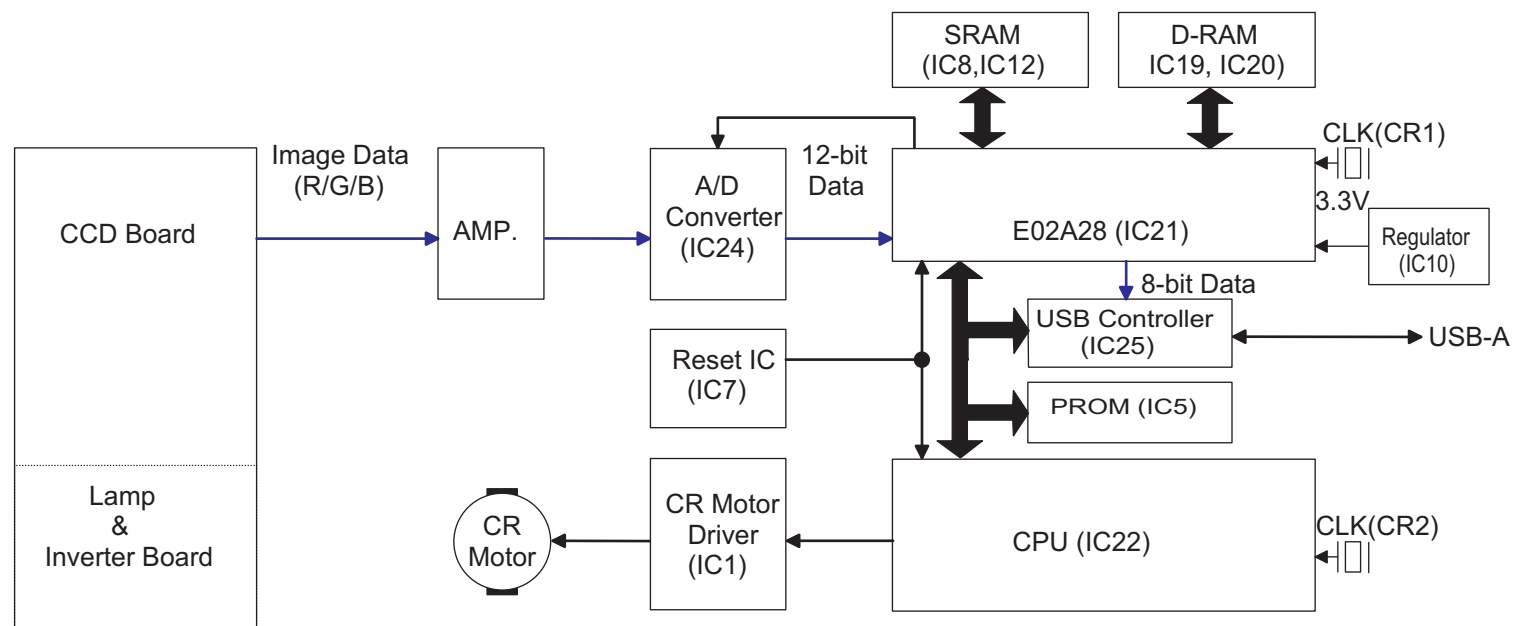 SRAM
(IC8,IC12)
D-RAM
IC19, IC20)
CLK(CR1)
Image Data
(R/G/B)
12-bit
Data
A/D
Converter
(IC24)
3.3V
CCD Board
AMP.
E02A28 (IC21)
Regulator
(IC10)
8-bit Data
USB Controller
(IC25)
USB-A
Reset IC
(IC7)
PROM (IC5)
Lamp
&
Inverter Board
CR
Motor
CR Motor
Driver
(IC1)
CPU (IC22)
CLK(CR2)